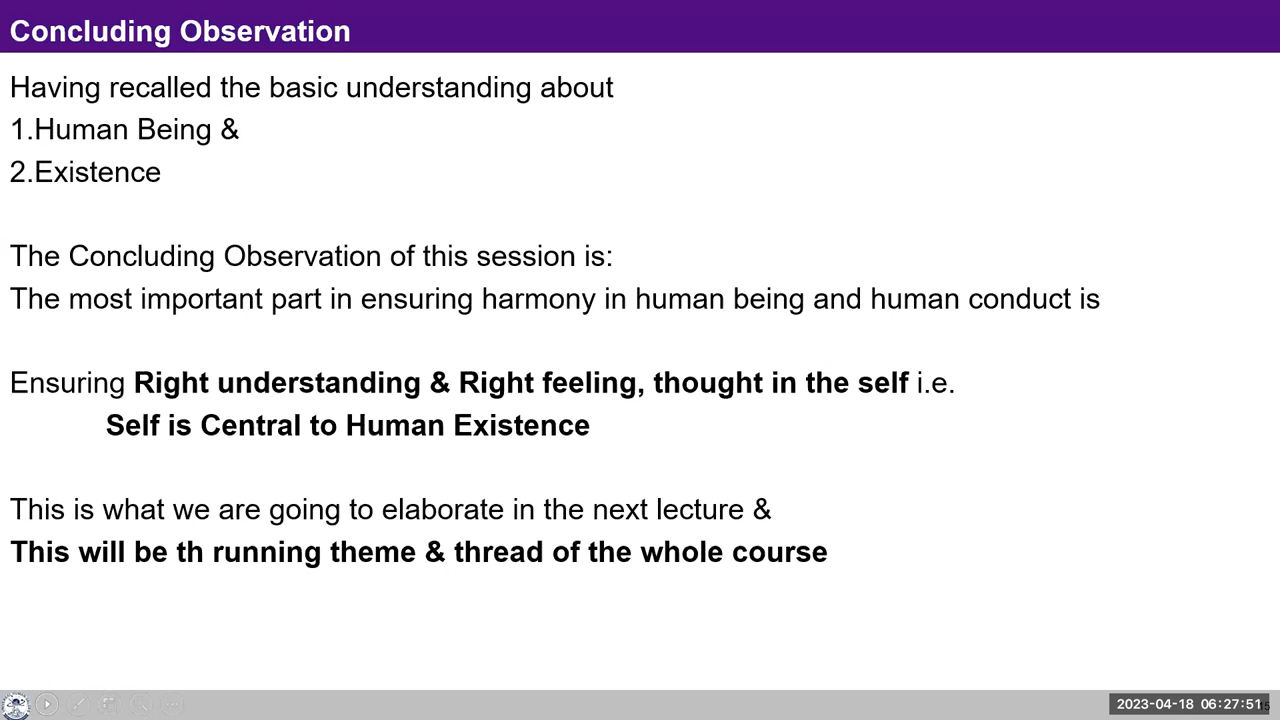 Concluding Observation
Having recalled the basic understanding about
1.Human Being &
2.Existence
The Concluding Observation of this session is:
The most important part in ensuring harmony in human being and human conduct is
Ensuring Right understanding & Right feeling, thought in the self i.e.
Self is Central to Human Existence
This is what we are going to elaborate in the next lecture &
This will be th running theme & thread of the whole course
2023-04-18 06:27:51